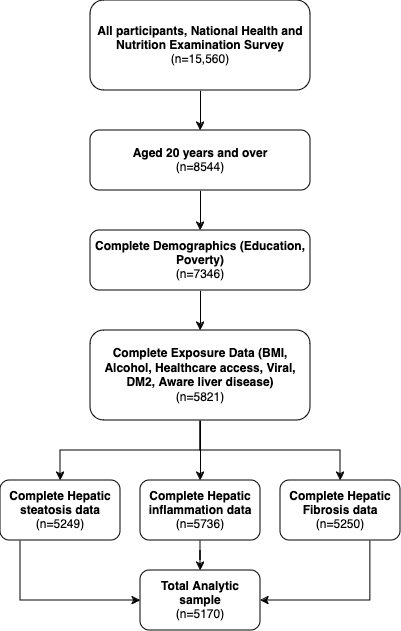 All participants, National Health and
Nutrition Examination Survey
(n=15,560)
Aged 20 years and over
(n=8544)
Complete Demographics (Education,
Poverty)
(n=7346)
Complete Exposure Data (BMI,
Alcohol, Healthcare access, Viral,
DM2, Aware liver disease)
(n=5821)
Complete Hepatic
steatosis data
(n=5249)
Complete Hepatic
inflammation data
(n=5736)
Complete Hepatic
Fibrosis data
(n=5250)
Total Analytic
sample
(n=5170)